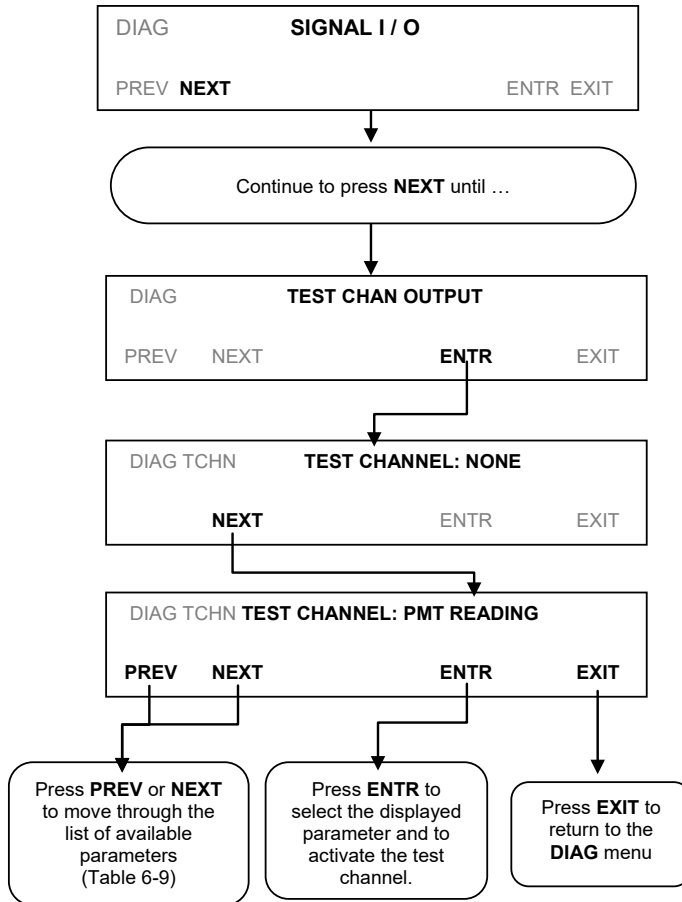 DIAG SIGNAL I / O
PREV NEXT ENTR EXIT
Continue to press NEXT until …
DIAG TEST CHAN OUTPUT
PREV NEXT ENTR EXIT
DIAG TCHN TEST CHANNEL: NONE
NEXT ENTR EXIT
DIAG TCHN TEST CHANNEL: PMT READING
PREV NEXT ENTR EXIT
Press PREV or NEXT
to move through the
list of available
parameters
(Table 6-9)
Press ENTR to
select the displayed
parameter and to
activate the test
channel.
Press EXIT to
return to the
DIAG menu